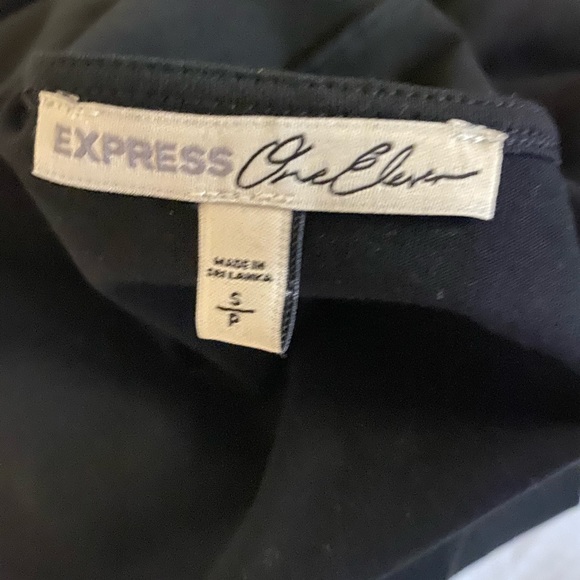 EXPRESS One Eleven
MADE IN
SRI LANKA
S
P